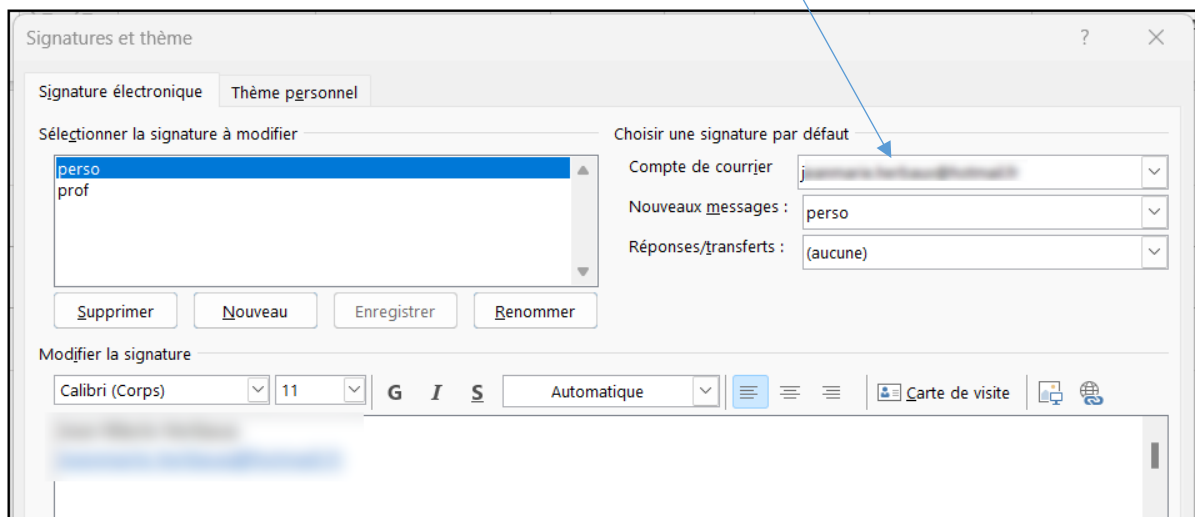 Signatures et thème
Signature électronique Thème personnel
Sélectionner la signature à modifier
perso
prof
Supprimer Nouveau Enregistrer Renommer
Choisir une signature par défaut
Compte de courrier
Nouveaux messages : perso
Réponses/transferts : (aucune)
Modifier la signature
Calibri (Corps) 11 G I S Automatique Carte de visite